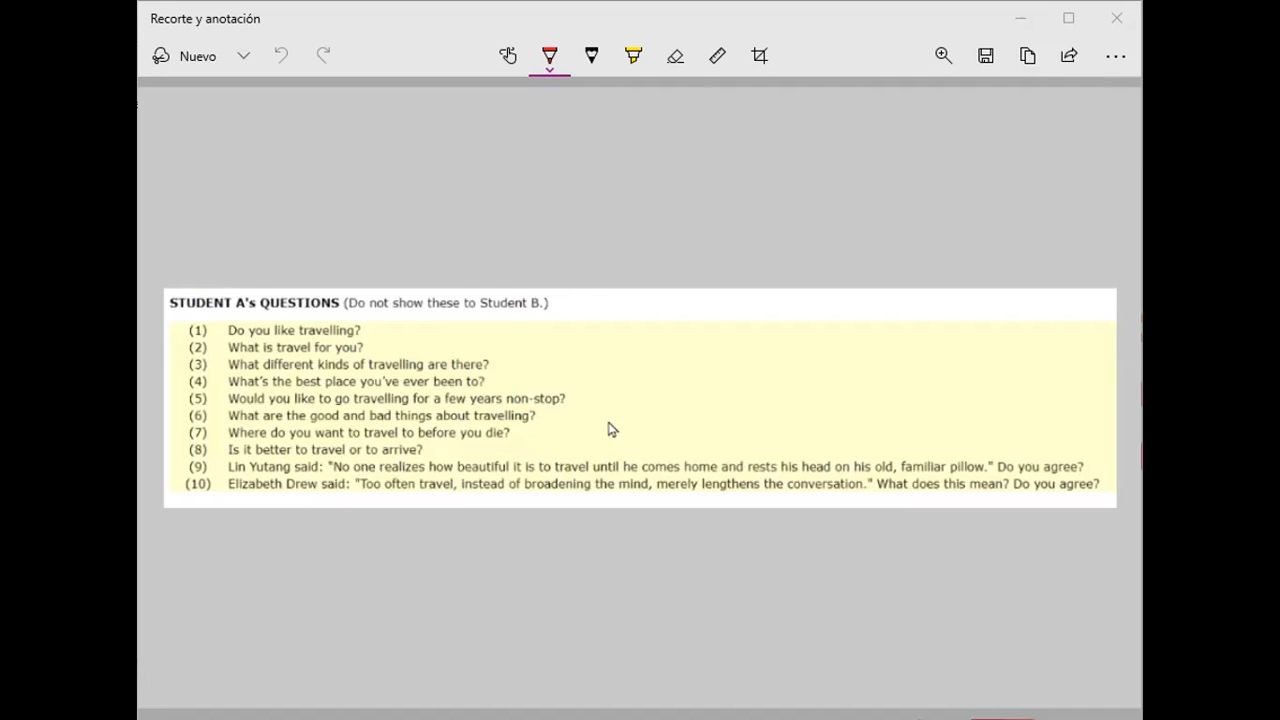 Recorte y anotación
Nuevo
STUDENT A's QUESTIONS (Do not show these to Student B.)
(1) Do you like travelling?
(2) What is travel for you?
(3) What different kinds of travelling are there?
(4) What's the best place you've ever been to?
(5) Would you like to go travelling for a few years non-stop?
(6) What are the good and bad things about travelling?
(7) Where do you want to travel to before you die?
(8) Is it better to travel or to arrive?
(9) Lin Yutang said: "No one realizes how beautiful it is to travel until he comes home and rests his head on his old, familiar pillow." Do you agree?
(10) Elizabeth Drew said: "Too often travel, instead of broadening the mind, merely lengthens the conversation." What does this mean? Do you agree?